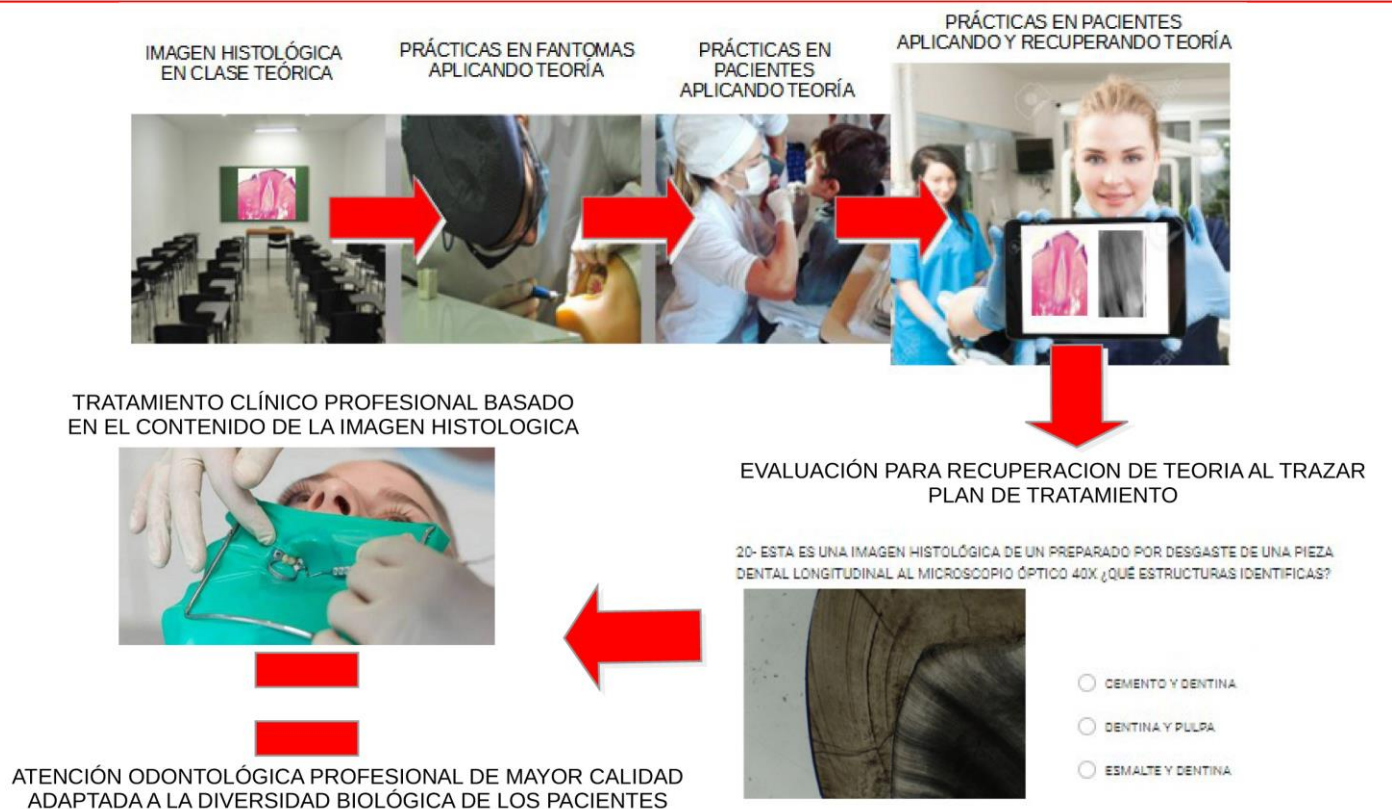 IMAGEN HISTOLÓGICA
EN CLASE TEÓRICA
PRÁCTICAS EN FANTOMAS
APLICANDO TEORÍA
PRÁCTICAS EN
PACIENTES
APLICANDO TEORÍA
PRÁCTICAS EN PACIENTES
APLICANDO Y RECUPERANDO TEORÍA
EVALUACIÓN PARA RECUPERACION DE TEORIA AL TRAZAR
PLAN DE TRATAMIENTO
20- ESTA ES UNA IMAGEN HISTOLÓGICA DE UN PREPARADO POR DESGASTE DE UNA PIEZA
DENTAL LONGITUDINAL AL MICROSCOPIO ÓPTICO 40X ¿QUÉ ESTRUCTURAS IDENTIFICAS?
CEMENTO Y DENTINA
DENTINA Y PULPA
ESMALTE Y DENTINA
TRATAMIENTO CLÍNICO PROFESIONAL BASADO
EN EL CONTENIDO DE LA IMAGEN HISTOLOGICA
ATENCIÓN ODONTOLÓGICA PROFESIONAL DE MAYOR CALIDAD
ADAPTADA A LA DIVERSIDAD BIOLÓGICA DE LOS PACIENTES